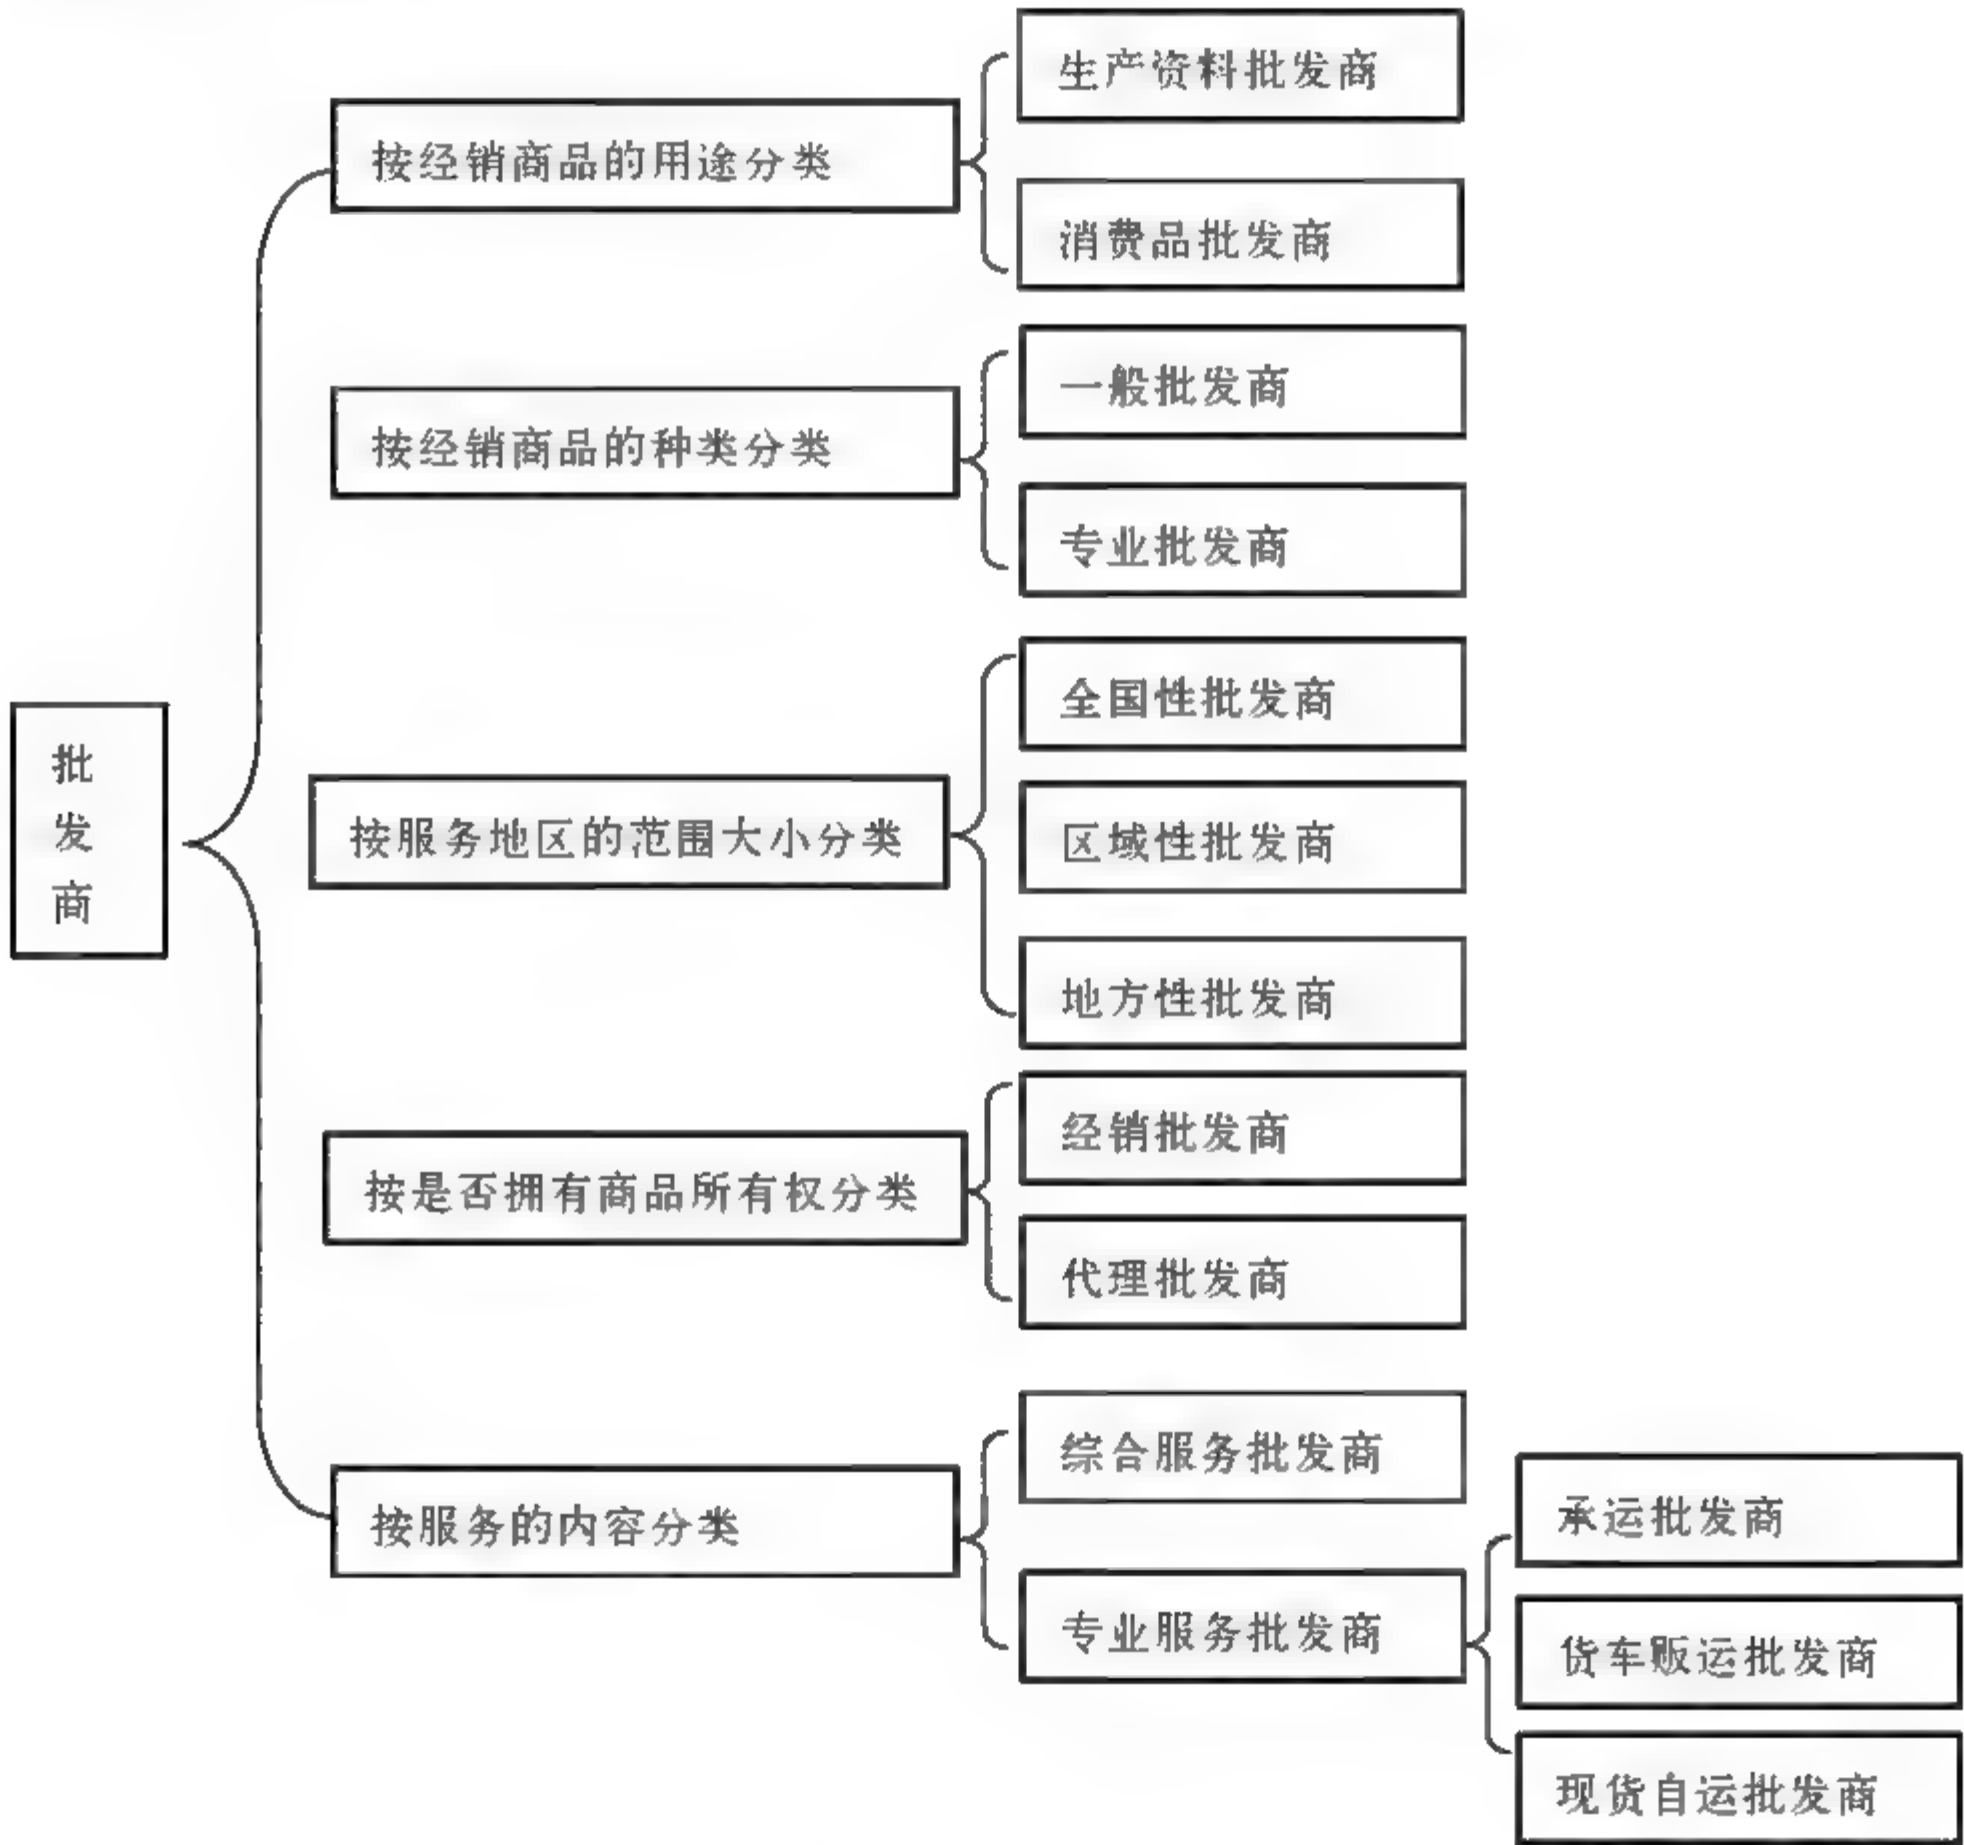 生产资料批发商
按经销商品的用途分类
消费品批发商
一般批发商
按经销商品的种类分类
专业批发商
全国性批发商
批
发
商
按服务地区的范围大小分类
区域性批发商
地方性批发商
经销批发商
按是否拥有商品所有权分类
代理批发商
综合服务批发商
按服务的内容分类
承运批发商
专业服务批发商
货车贩运批发商
现货自运批发商